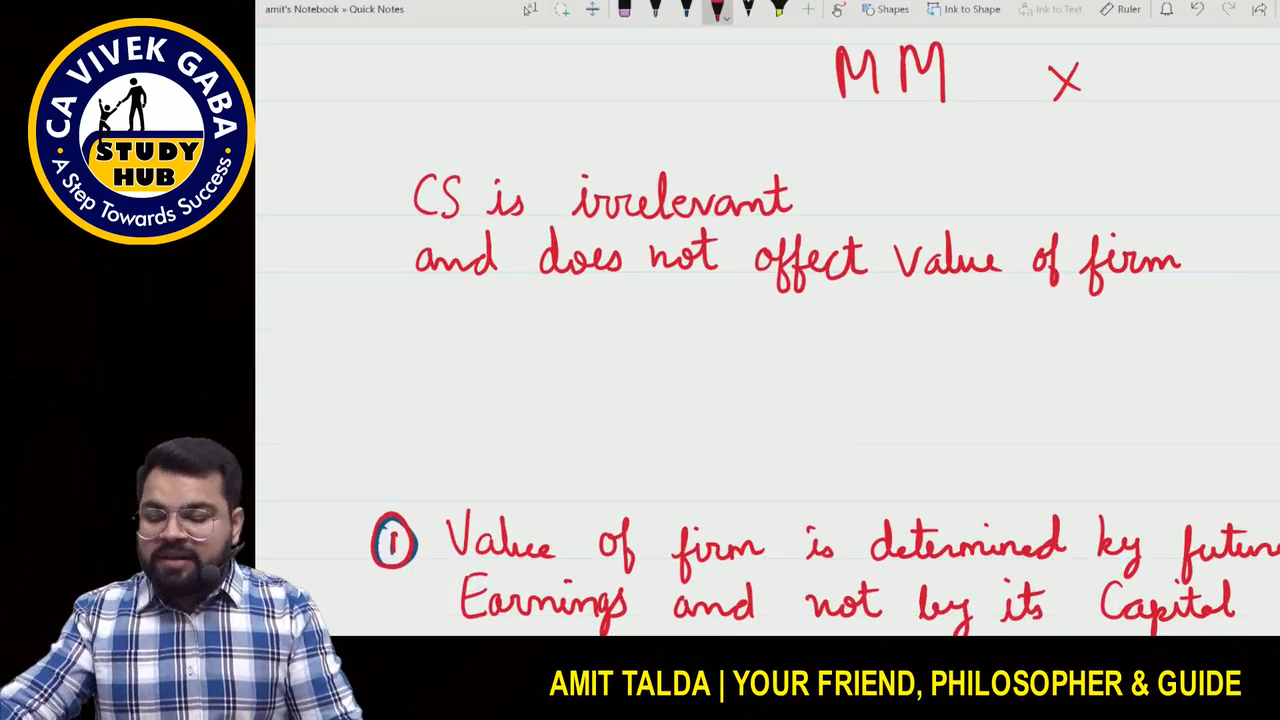 amit's Notebook » Quick Notes
Shapes
Ink to Shape
Ink to Text
Ruler
CA VIVEK GABA
STUDY
HUB
• A Step Towards Success •
MM x
CS is irrelevant
and does not offect Value of firm
① Value of firm is determined by future
Earnings and not by its Capital
AMIT TALDA | YOUR FRIEND, PHILOSOPHER & GUIDE